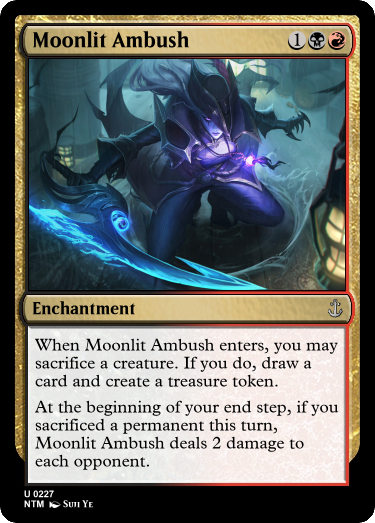 Moonlit Ambush
1
Enchantment
When Moonlit Ambush enters, you may
sacrifice a creature. If you do, draw a
card and create a treasure token.
At the beginning of your end step, if you
sacrificed a permanent this turn,
Moonlit Ambush deals 2 damage to
each opponent.
U 0227
NTM Suji Ye